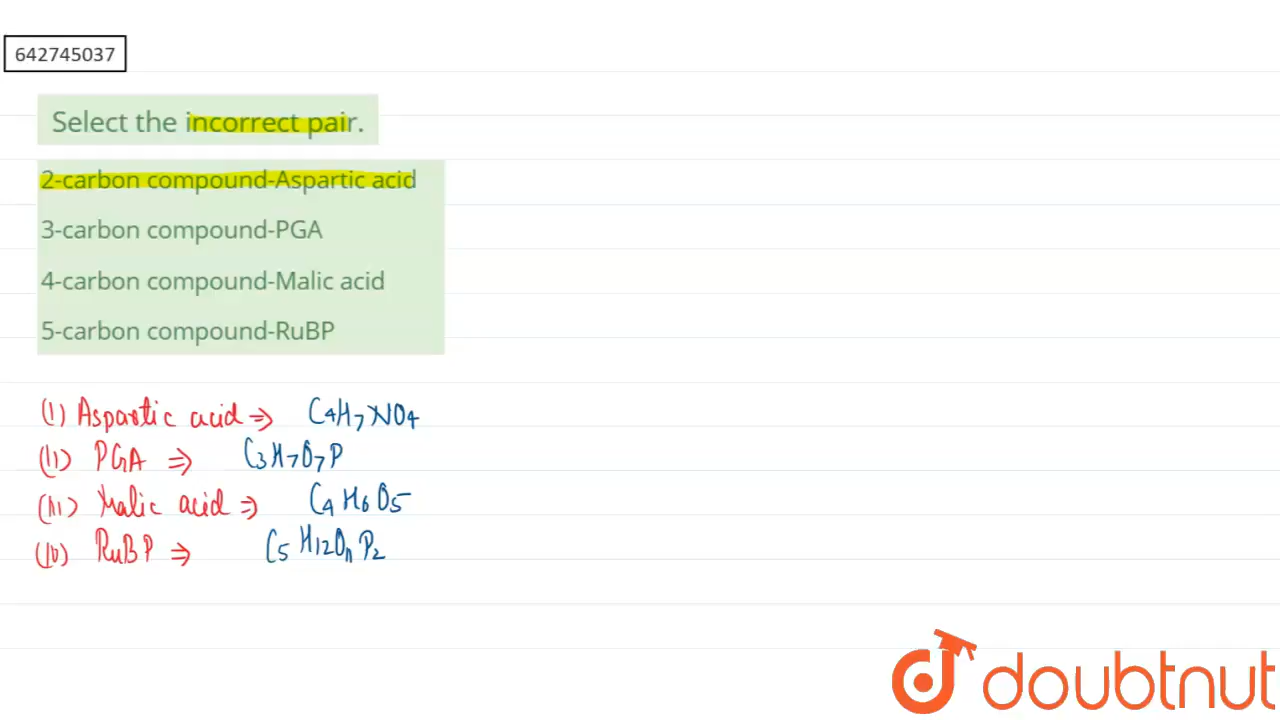 642745037
Select the incorrect pair.
2-carbon compound-Aspartic acid
3-carbon compound-PGA
4-carbon compound-Malic acid
5-carbon compound-RuBP
(I) Aspartic acid ⇒ C₄H₇NO₄
(II) PGA ⇒ C₃H₇O₇P
(III) Malic acid ⇒ C₄H₆O₅
(IV) RuBP ⇒ C₅H₁₂O₁₁P₂
doubtnut